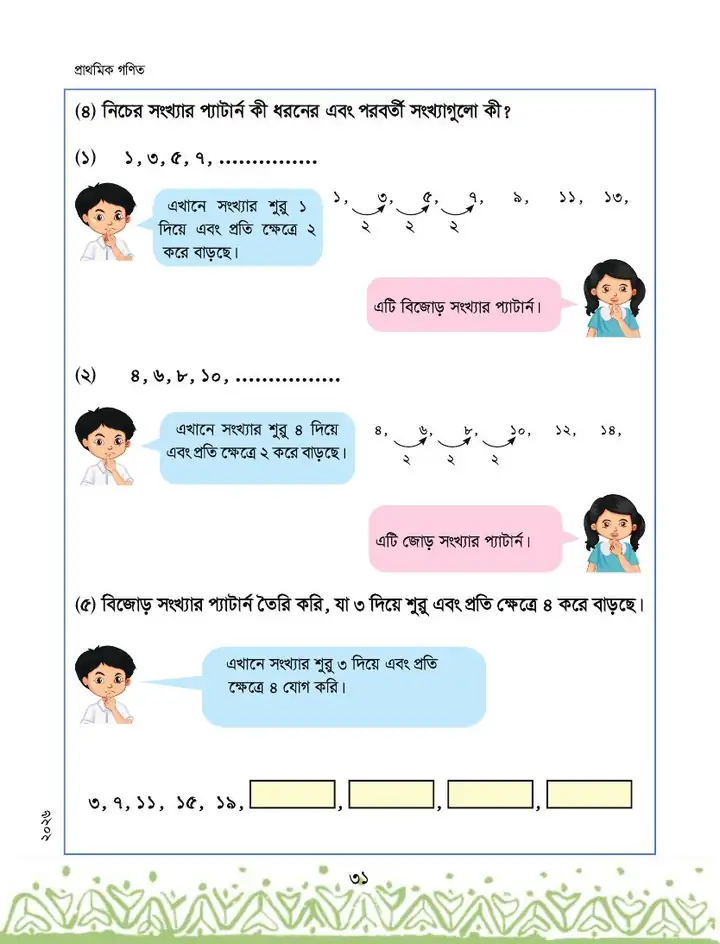 প্রাথমিক গণিত
(৪) নিচের সংখ্যার প্যাটার্ন কী ধরনের এবং পরবর্তী সংখ্যাগুলো কী?
(১) ১, ৩, ৫, ৭, ...............
এখানে সংখ্যার শুরু ১
দিয়ে এবং প্রতি ক্ষেত্রে ২
করে বাড়ছে।
১, ৩, ৫, ৭, ৯, ১১, ১৩,
২ ২ ২
এটি বিজোড় সংখ্যার প্যাটার্ন।
(২) ৪, ৬, ৮, ১০, ................
এখানে সংখ্যার শুরু ৪ দিয়ে
এবং প্রতি ক্ষেত্রে ২ করে বাড়ছে।
৪, ৬, ৮, ১০, ১২, ১৪,
২ ২ ২
এটি জোড় সংখ্যার প্যাটার্ন।
(৫) বিজোড় সংখ্যার প্যাটার্ন তৈরি করি, যা ৩ দিয়ে শুরু এবং প্রতি ক্ষেত্রে ৪ করে বাড়ছে।
এখানে সংখ্যার শুরু ৩ দিয়ে এবং প্রতি
ক্ষেত্রে ৪ যোগ করি।
৩, ৭, ১১, ১৫, ১৯, , , ,
২০২৬
৩১